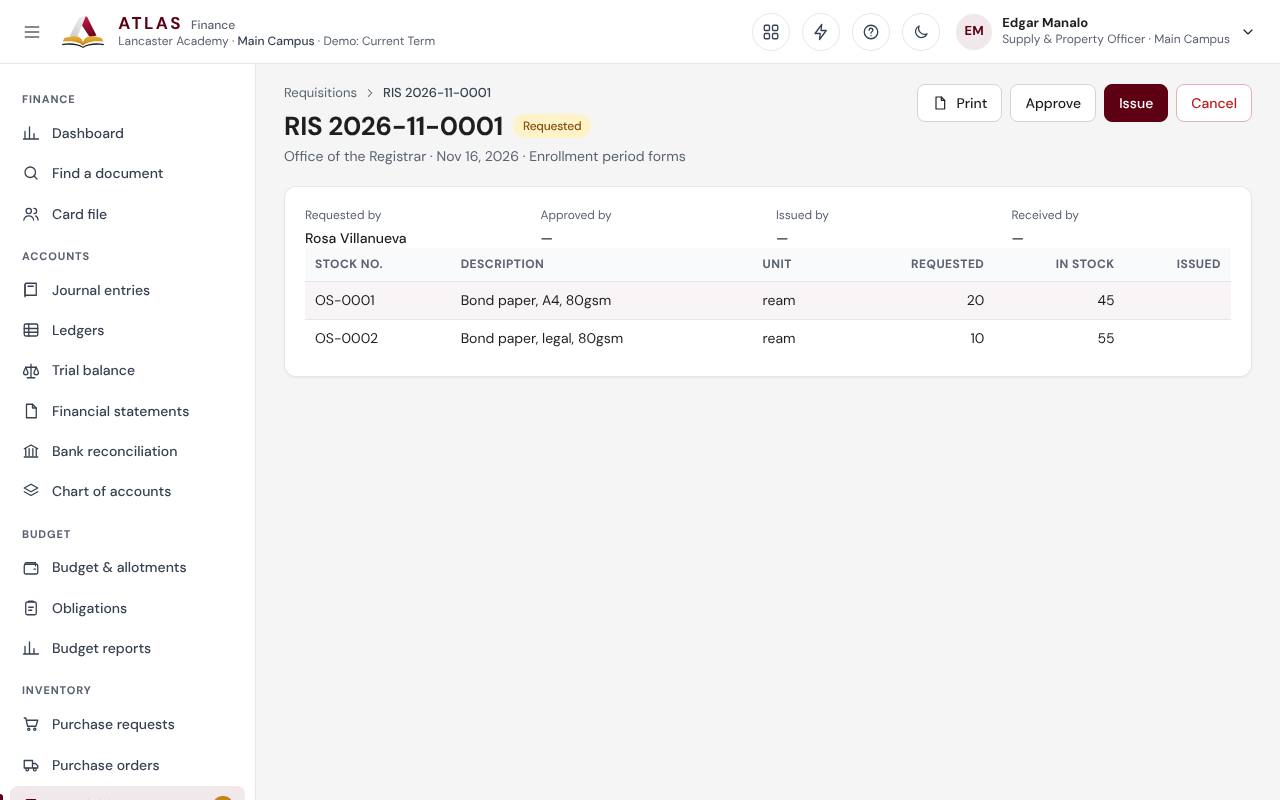 ATLAS Finance
Lancaster Academy · Main Campus · Demo: Current Term
EM
Edgar Manalo
Supply & Property Officer · Main Campus
FINANCE
Dashboard
Find a document
Card file
ACCOUNTS
Journal entries
Ledgers
Trial balance
Financial statements
Bank reconciliation
Chart of accounts
BUDGET
Budget & allotments
Obligations
Budget reports
INVENTORY
Purchase requests
Purchase orders
Requisitions > RIS 2026-11-0001
RIS 2026-11-0001 Requested
Office of the Registrar · Nov 16, 2026 · Enrollment period forms
Print Approve Issue Cancel
Requested by Approved by Issued by Received by
Rosa Villanueva — — —
STOCK NO. DESCRIPTION UNIT REQUESTED IN STOCK ISSUED
OS-0001 Bond paper, A4, 80gsm ream 20 45
OS-0002 Bond paper, legal, 80gsm ream 10 55